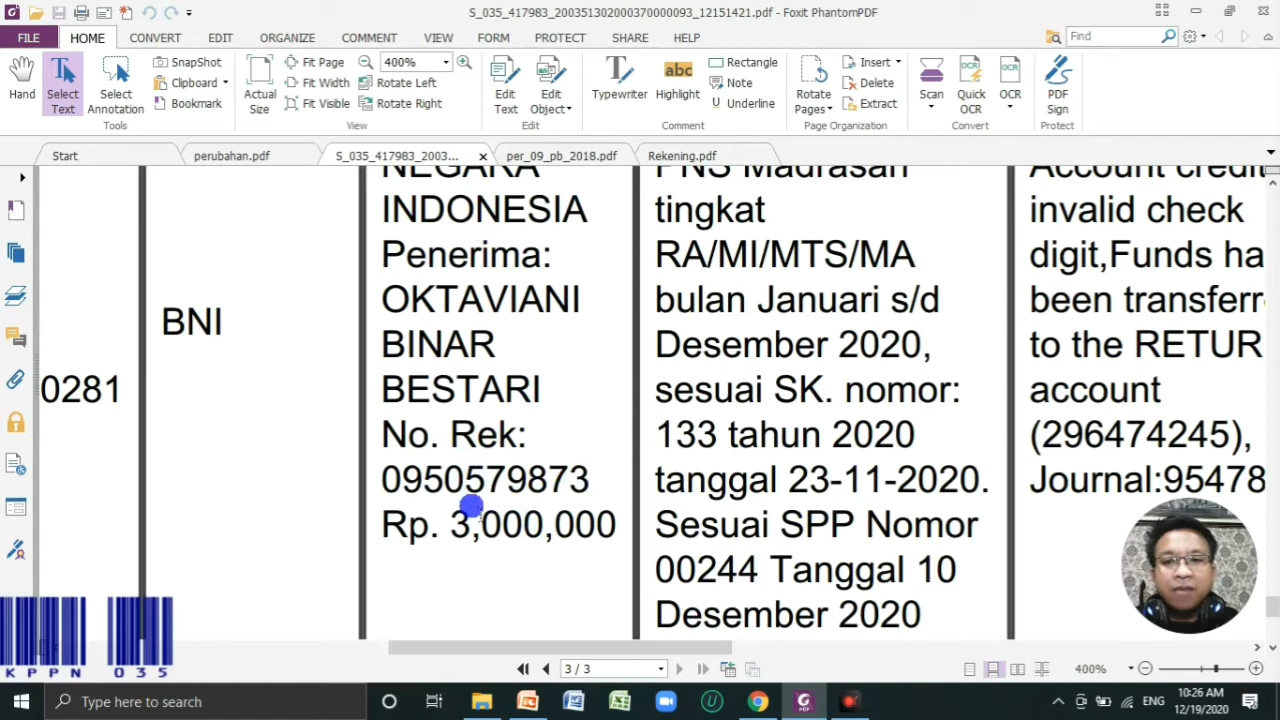 S_035_417983_200351302000370000093_12151421.pdf - Foxit PhantomPDF
FILE HOME CONVERT EDIT ORGANIZE COMMENT VIEW FORM PROTECT SHARE HELP
Find
Hand
Select Text
Select Annotation
SnapShot
Clipboard
Bookmark
Tools
Actual Size
Fit Page
Fit Width
Fit Visible
400%
Rotate Left
Rotate Right
View
Edit Text
Edit Object
Edit
Typewriter
abc
Highlight
Rectangle
Note
Underline
Comment
Rotate Pages
Insert
Delete
Extract
Page Organization
Scan
Quick OCR
OCR
Convert
PDF Sign
Protect
Start
perubahan.pdf
S_035_417983_2003...
per_09_pb_2018.pdf
Rekening.pdf
0281
BNI
NEGARA
INDONESIA
Penerima:
OKTAVIANI
BINAR
BESTARI
No. Rek:
0950579873
Rp. 3,000,000
PNS Madrasah
tingkat
RA/MI/MTS/MA
bulan Januari s/d
Desember 2020,
sesuai SK. nomor:
133 tahun 2020
tanggal 23-11-2020.
Sesuai SPP Nomor
00244 Tanggal 10
Desember 2020
Account credit
invalid check
digit,Funds ha
been transferr
to the RETUR
account
(296474245),
Journal:95478
KPPN 035
3 / 3
400%
Type here to search
ENG
10:26 AM
12/19/2020